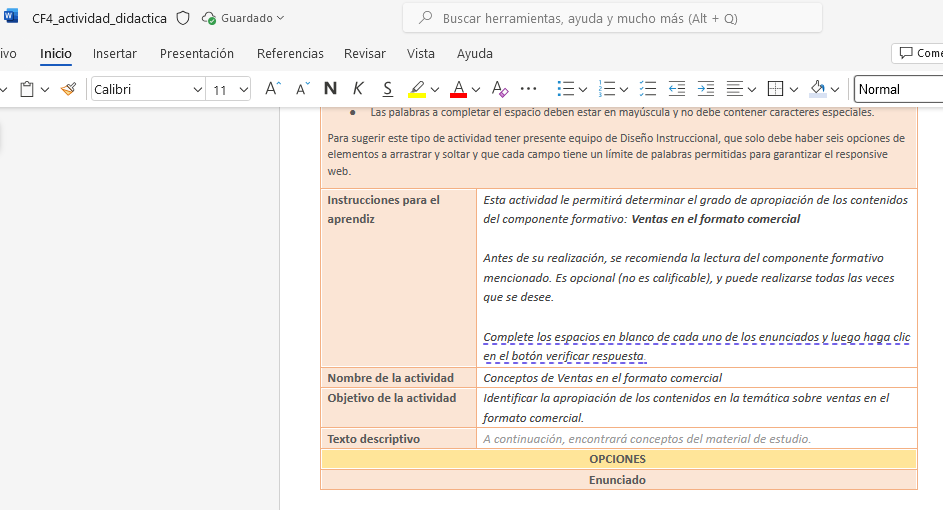 CF4_actividad_didactica
Guardado
Buscar herramientas, ayuda y mucho más (Alt + Q)
ivo Inicio Insertar Presentación Referencias Revisar Vista Ayuda
Come
Calibri 11 N K S A Normal
Las palabras a completar el espacio deben estar en mayúscula y no debe contener caracteres especiales.
Para sugerir este tipo de actividad tener presente equipo de Diseño Instruccional, que solo debe haber seis opciones de
elementos a arrastrar y soltar y que cada campo tiene un límite de palabras permitidas para garantizar el responsive
web.
Instrucciones para el
aprendiz
Esta actividad le permitirá determinar el grado de apropiación de los contenidos
del componente formativo: Ventas en el formato comercial
Antes de su realización, se recomienda la lectura del componente formativo
mencionado. Es opcional (no es calificable), y puede realizarse todas las veces
que se desee.
Complete los espacios en blanco de cada uno de los enunciados y luego haga clic
en el botón verificar respuesta.
Nombre de la actividad
Conceptos de Ventas en el formato comercial
Objetivo de la actividad
Identificar la apropiación de los contenidos en la temática sobre ventas en el
formato comercial.
Texto descriptivo
A continuación, encontrará conceptos del material de estudio.
OPCIONES
Enunciado